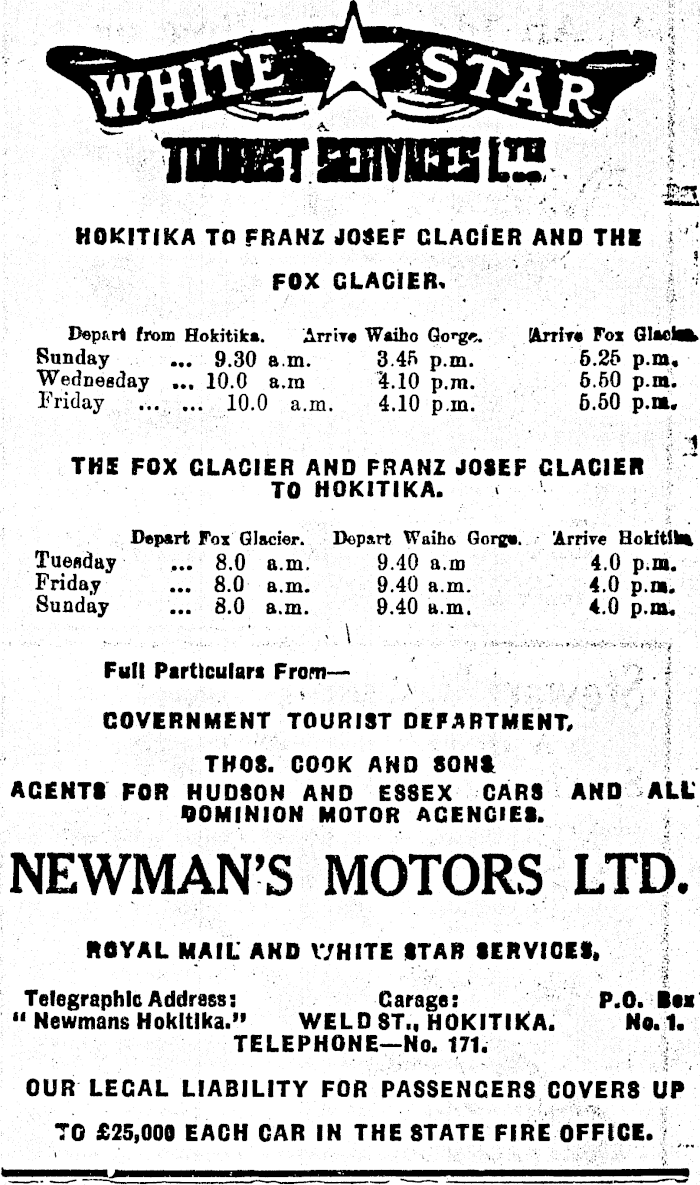 WHITE STAR
TOURIST SERVICES LTD.
HOKITIKA TO FRANZ JOSEF GLACIER AND THE
FOX GLACIER.
Depart from Hokitika. Arrive Waiho Gorge. Arrive Fox Glacier.
Sunday ... 9.30 a.m. 3.45 p.m. 5.25 p.m.
Wednesday ... 10.0 a.m 4.10 p.m. 5.50 p.m.
Friday ... ... 10.0 a.m. 4.10 p.m. 5.50 p.m.
THE FOX GLACIER AND FRANZ JOSEF GLACIER
TO HOKITIKA.
Depart Fox Glacier. Depart Waiho Gorge. Arrive Hokitika
Tuesday ... 8.0 a.m. 9.40 a.m 4.0 p.m.
Friday ... 8.0 a.m. 9.40 a.m. 4.0 p.m.
Sunday ... 8.0 a.m. 9.40 a.m. 4.0 p.m.
Full Particulars From—
GOVERNMENT TOURIST DEPARTMENT,
THOS. COOK AND SONS
AGENTS FOR HUDSON AND ESSEX CARS AND ALL
DOMINION MOTOR AGENCIES.
NEWMAN'S MOTORS LTD.
ROYAL MAIL AND WHITE STAR SERVICES,
Telegraphic Address: Garage: P.O. Box
"Newmans Hokitika." WELD ST., HOKITIKA. No. 1.
TELEPHONE—No. 171.
OUR LEGAL LIABILITY FOR PASSENGERS COVERS UP
TO £25,000 EACH CAR IN THE STATE FIRE OFFICE.